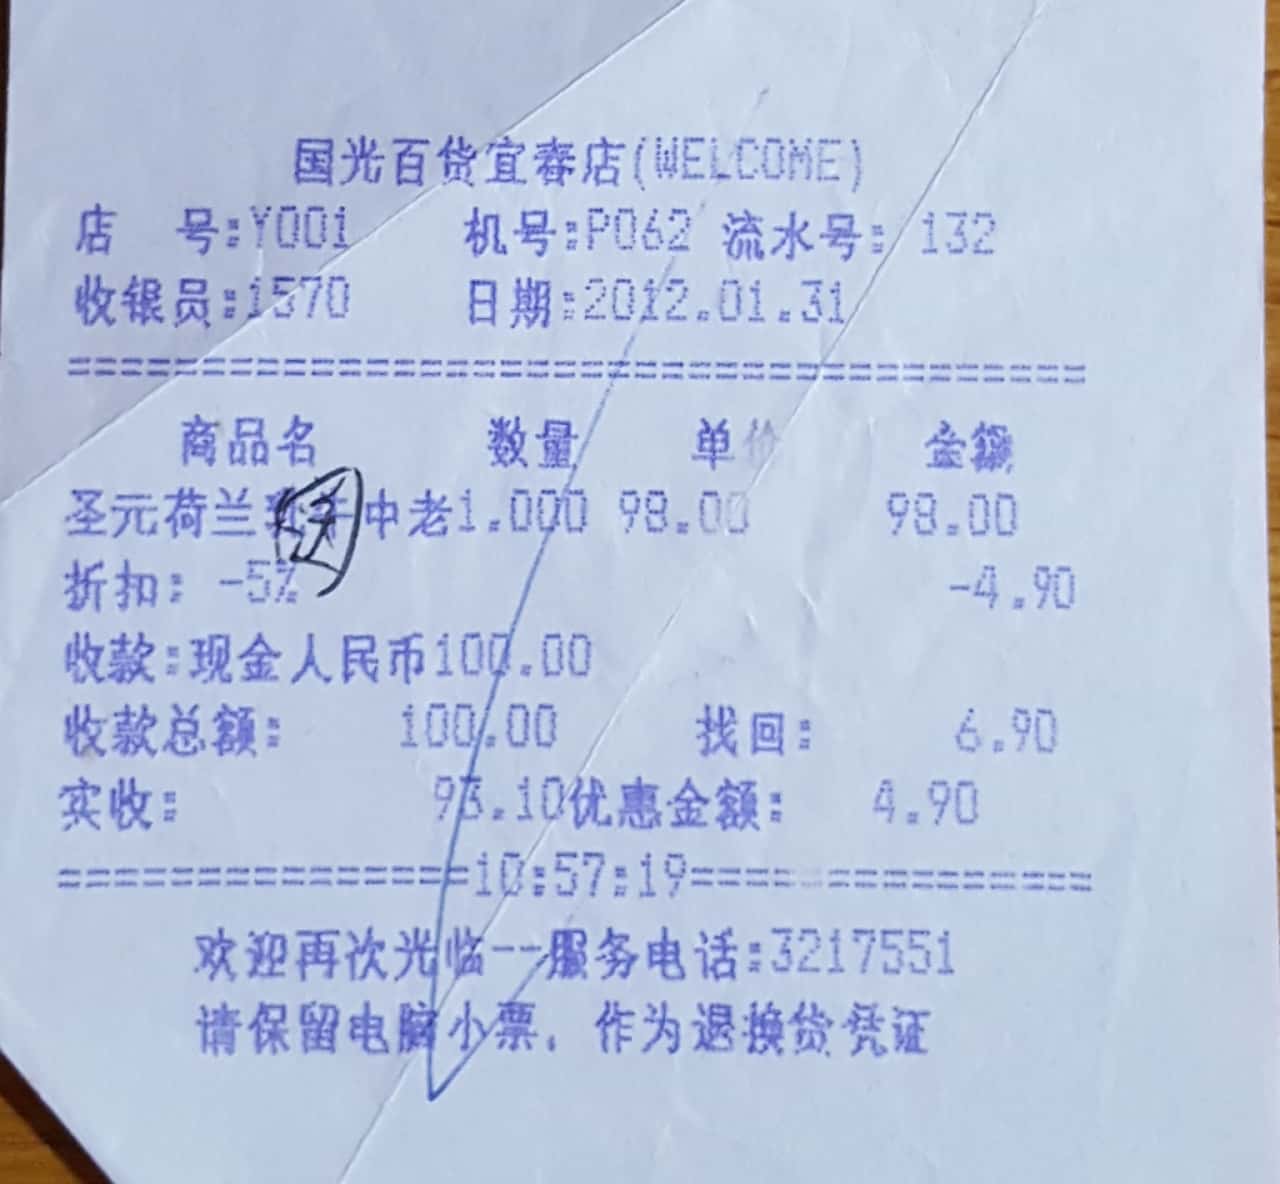 国光百货宜春店(WELCOME)
店 号:Y001 机号:P062 流水号: 132
收银员:1570 日期:2012.01.31
========================================
商品名 数量 单价 金额
圣元荷兰 中老1.000 98.00 98.00
折扣: -5% -4.90
收款:现金人民币100.00
收款总额: 100.00 找回: 6.90
实收: 93.10优惠金额: 4.90
================10:57:19================
欢迎再次光临--服务电话:3217551
请保留电脑小票, 作为退换货凭证